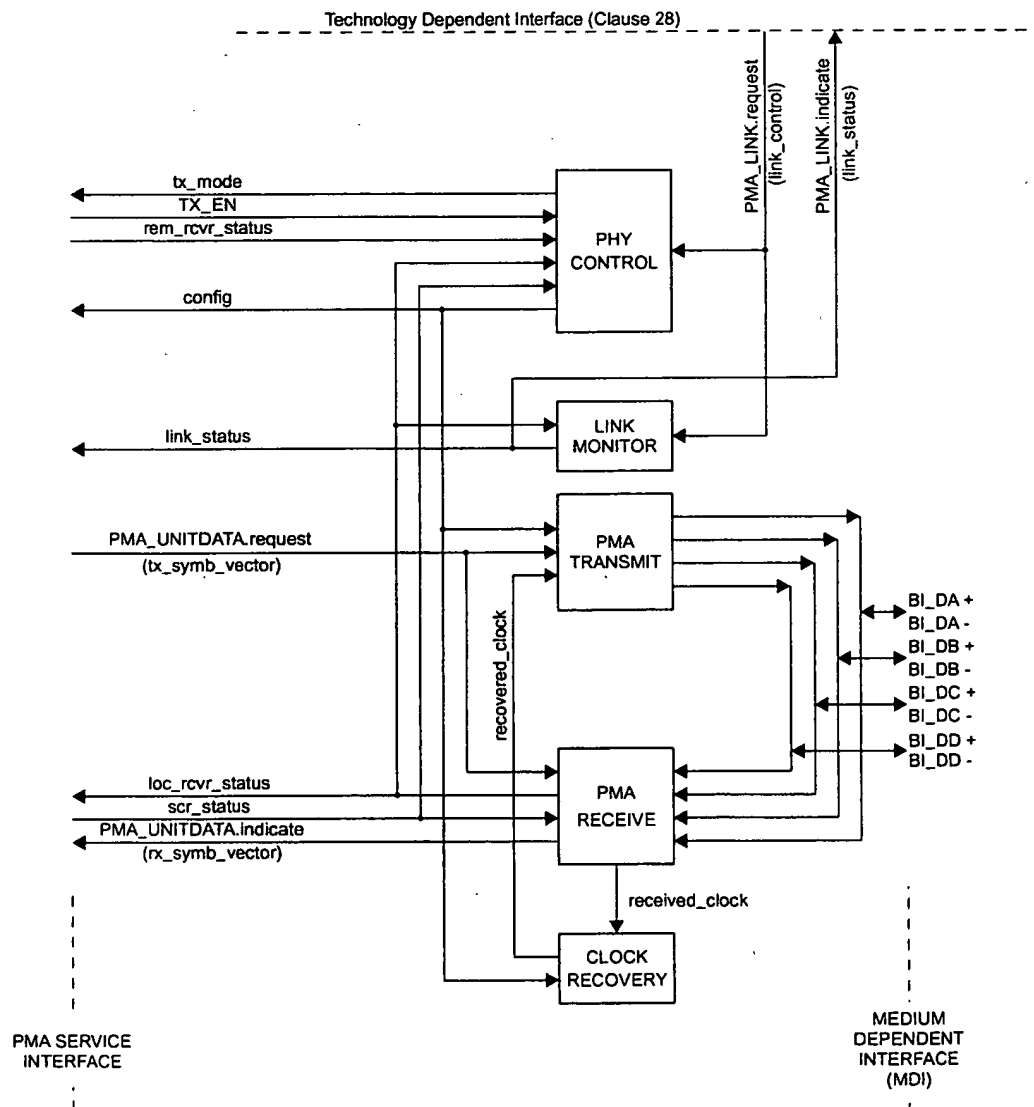 Technology Dependent Interface (Clause 28)
PMA_LINK.request
(link_control)
PMA_LINK.indicate
(link_status)
tx_mode
TX_EN
rem_rcvr_status
PHY
CONTROL
config
LINK
MONITOR
link_status
PMA_UNITDATA.request
(tx_symb_vector)
PMA
TRANSMIT
recovered_clock
BI_DA +
BI_DA -
BI_DB +
BI_DB -
BI_DC +
BI_DC -
BI_DD +
BI_DD -
loc_rcvr_status
scr_status
PMA_UNITDATA.indicate
(rx_symb_vector)
PMA
RECEIVE
received_clock
CLOCK
RECOVERY
PMA SERVICE
INTERFACE
MEDIUM
DEPENDENT
INTERFACE
(MDI)